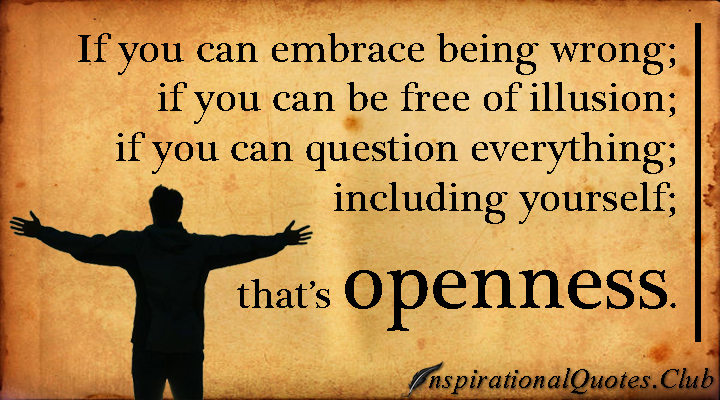 If you can embrace being wrong;
if you can be free of illusion;
if you can question everything;
including yourself;
that's openness.
InspirationalQuotes.Club